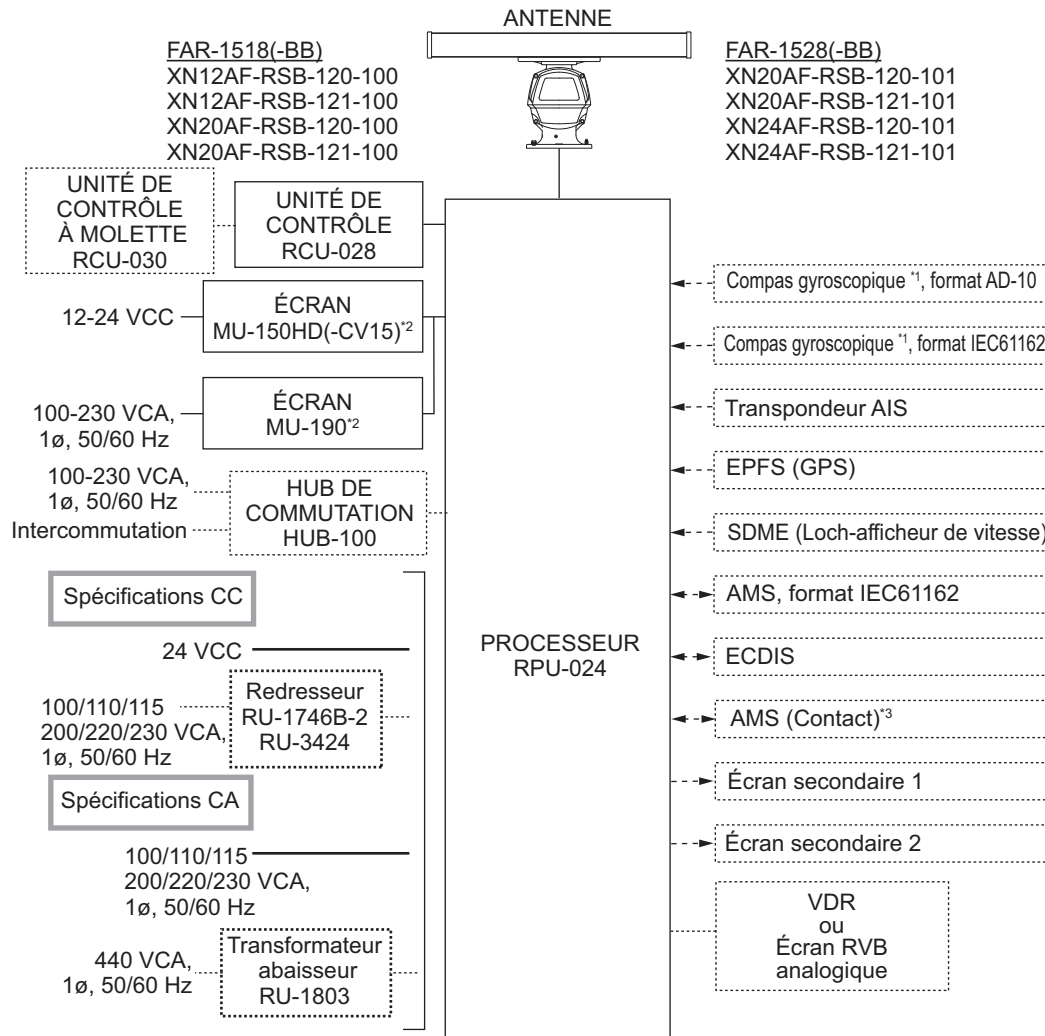 ANTENNE
FAR-1518(-BB)
XN12AF-RSB-120-100
XN12AF-RSB-121-100
XN20AF-RSB-120-100
XN20AF-RSB-121-100
FAR-1528(-BB)
XN20AF-RSB-120-101
XN20AF-RSB-121-101
XN24AF-RSB-120-101
XN24AF-RSB-121-101
UNITÉ DE
CONTRÔLE
À MOLETTE
RCU-030
UNITÉ DE
CONTRÔLE
RCU-028
12-24 VCC
ÉCRAN
MU-150HD(-CV15)*2
100-230 VCA,
1ø, 50/60 Hz
ÉCRAN
MU-190*2
100-230 VCA,
1ø, 50/60 Hz
Intercommutation
HUB DE
COMMUTATION
HUB-100
Spécifications CC
24 VCC
100/110/115
200/220/230 VCA,
1ø, 50/60 Hz
Redresseur
RU-1746B-2
RU-3424
Spécifications CA
100/110/115
200/220/230 VCA,
1ø, 50/60 Hz
440 VCA,
1ø, 50/60 Hz
Transformateur
abaisseur
RU-1803
PROCESSEUR
RPU-024
Compas gyroscopique *1, format AD-10
Compas gyroscopique *1, format IEC61162
Transpondeur AIS
EPFS (GPS)
SDME (Loch-afficheur de vitesse)
AMS, format IEC61162
ECDIS
AMS (Contact)*3
Écran secondaire 1
Écran secondaire 2
VDR
ou
Écran RVB
analogique